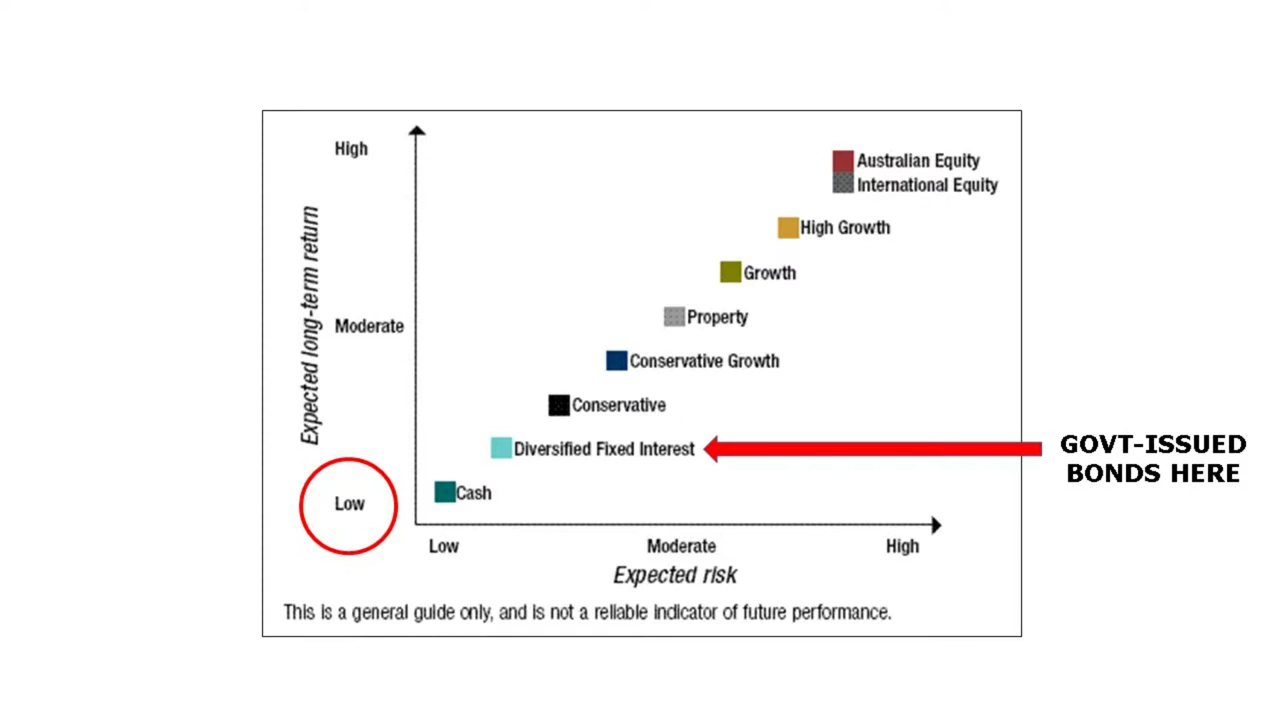 High
Australian Equity
International Equity
High Growth
Growth
Property
Moderate
Expected long-term return
Conservative Growth
Conservative
Diversified Fixed Interest
GOVT-ISSUED
BONDS HERE
Cash
Low
Low Moderate High
Expected risk
This is a general guide only, and is not a reliable indicator of future performance.